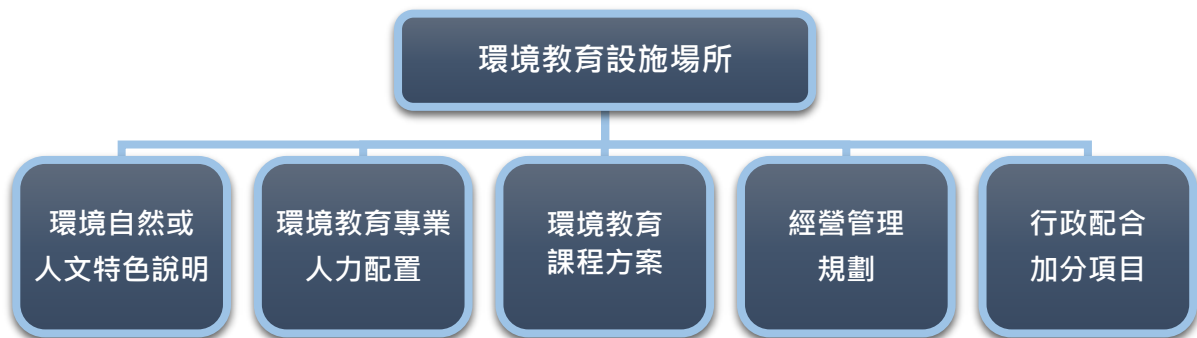 環境教育設施場所
環境自然或
人文特色說明
環境教育專業
人力配置
環境教育
課程方案
經營管理
規劃
行政配合
加分項目